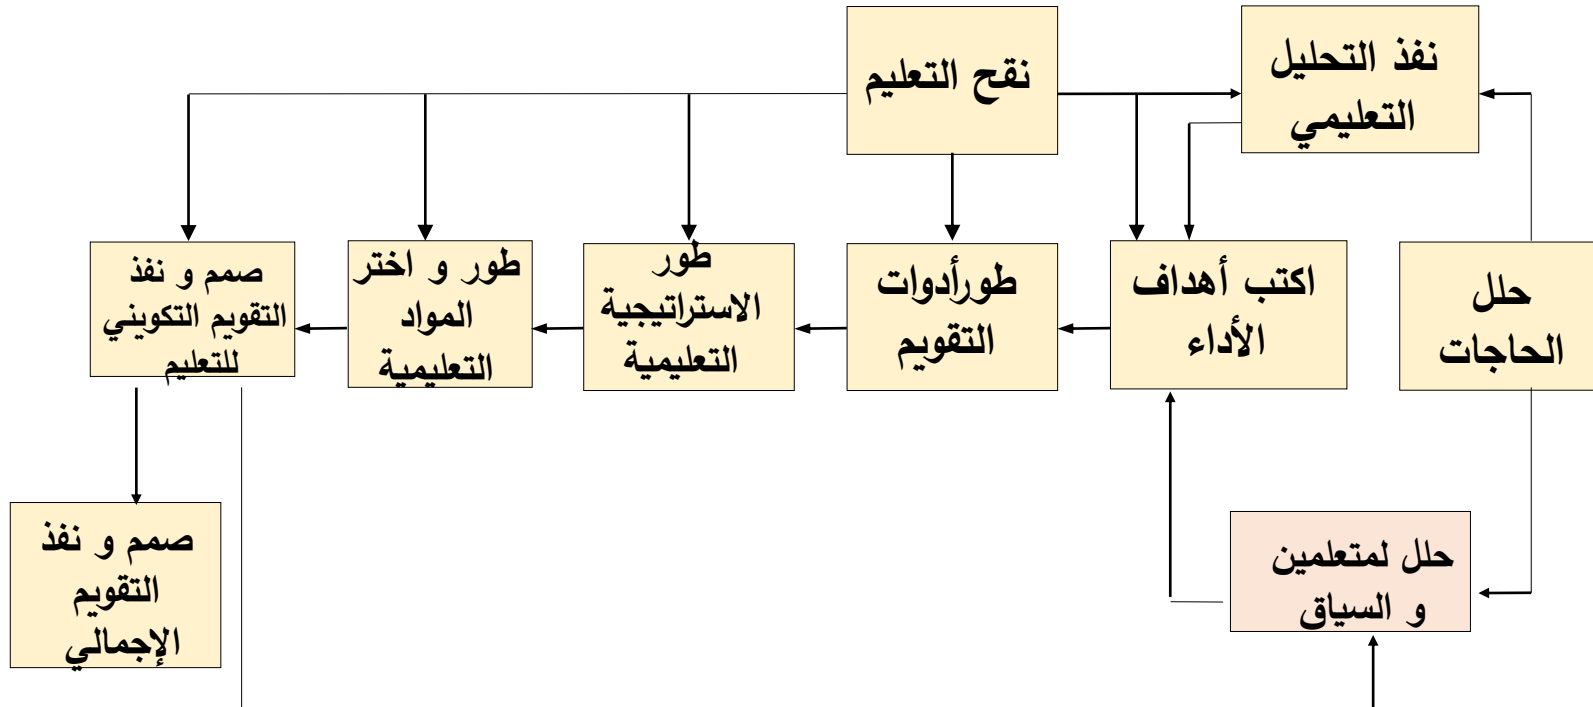 نقح التعليم
نفذ التحليل
التعليمي
حلل
الحاجات
اكتب أهداف
الأداء
طورأدوات
التقويم
طور
الاستراتيجية
التعليمية
طور و اختر
المواد
التعليمية
صمم و نفذ
التقويم التكويني
للتعليم
حلل لمتعلمين
و السياق
صمم و نفذ
التقويم
الإجمالي